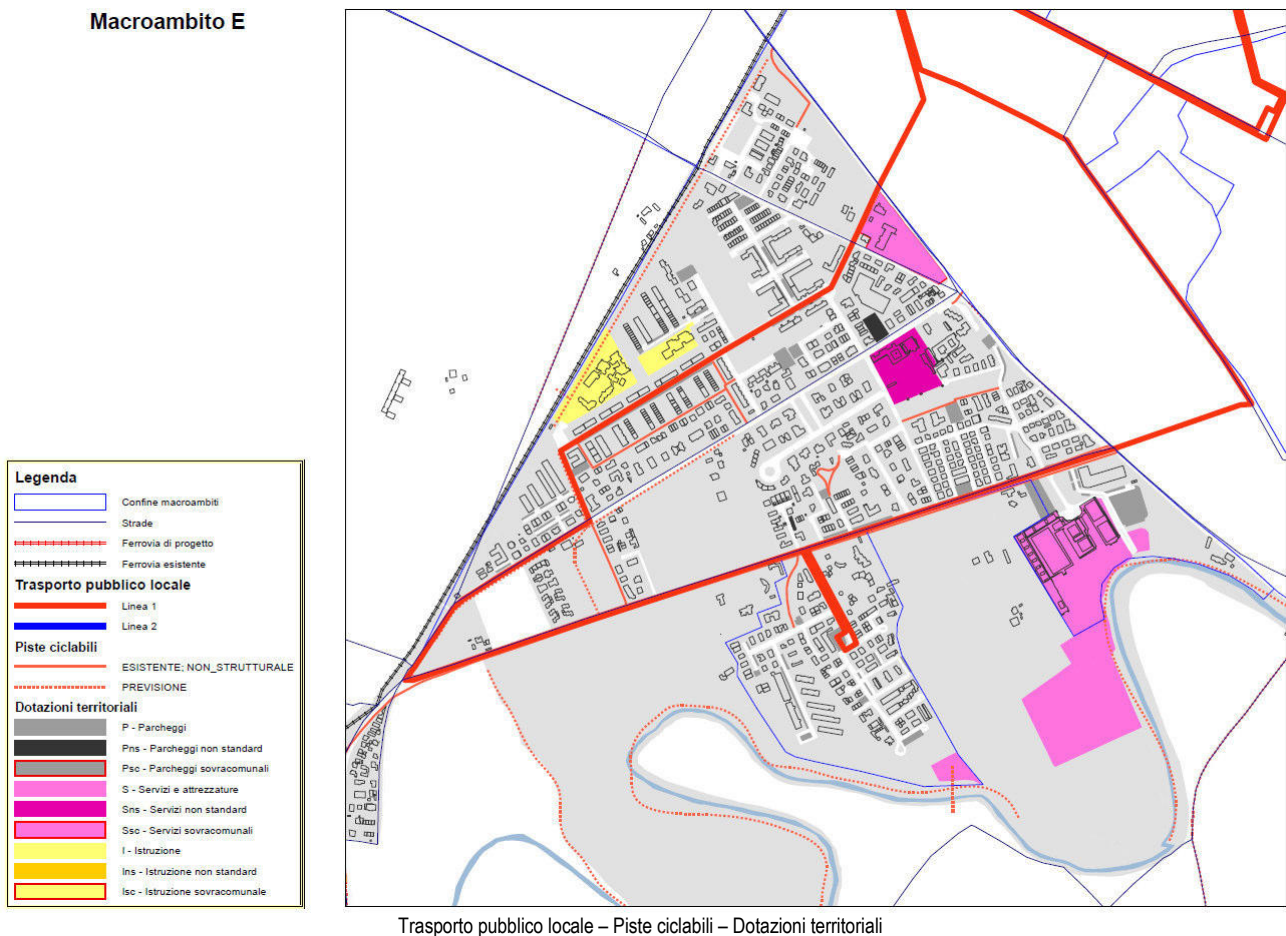 Macroambito E
Legenda
Confine macroambiti
Strade
Ferrovia di progetto
Ferrovia esistente
Trasporto pubblico locale
Linea 1
Linea 2
Piste ciclabili
ESISTENTE; NON_STRUTTURALE
PREVISIONE
Dotazioni territoriali
P - Parcheggi
Pns - Parcheggi non standard
Psc - Parcheggi sovracomunali
S - Servizi e attrezzature
Sns - Servizi non standard
Ssc - Servizi sovracomunali
I - Istruzione
Ins - Istruzione non standard
Isc - Istruzione sovracomunale
Trasporto pubblico locale – Piste ciclabili – Dotazioni territoriali